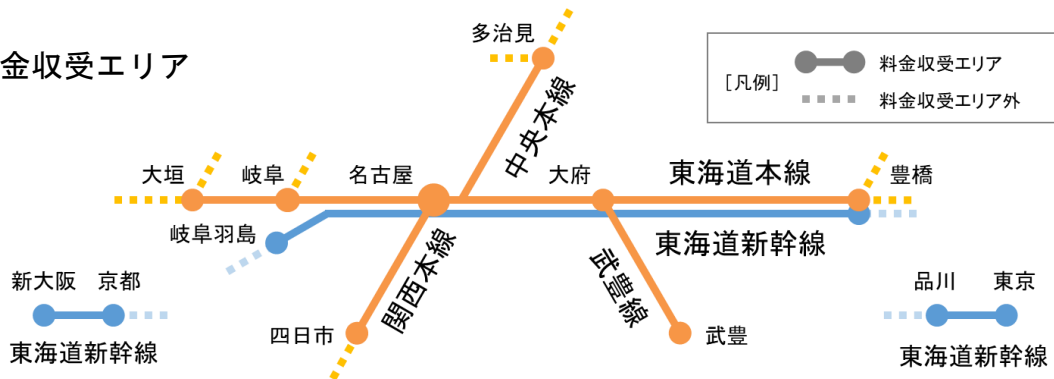 多治見
金収受エリア
料金収受エリア
[凡例]
料金収受エリア外
中央本線
大垣
岐阜
名古屋
大府
東海道本線
豊橋
岐阜羽島
関西本線
東海道新幹線
武豊線
新大阪
京都
品川
東京
四日市
武豊
東海道新幹線
東海道新幹線